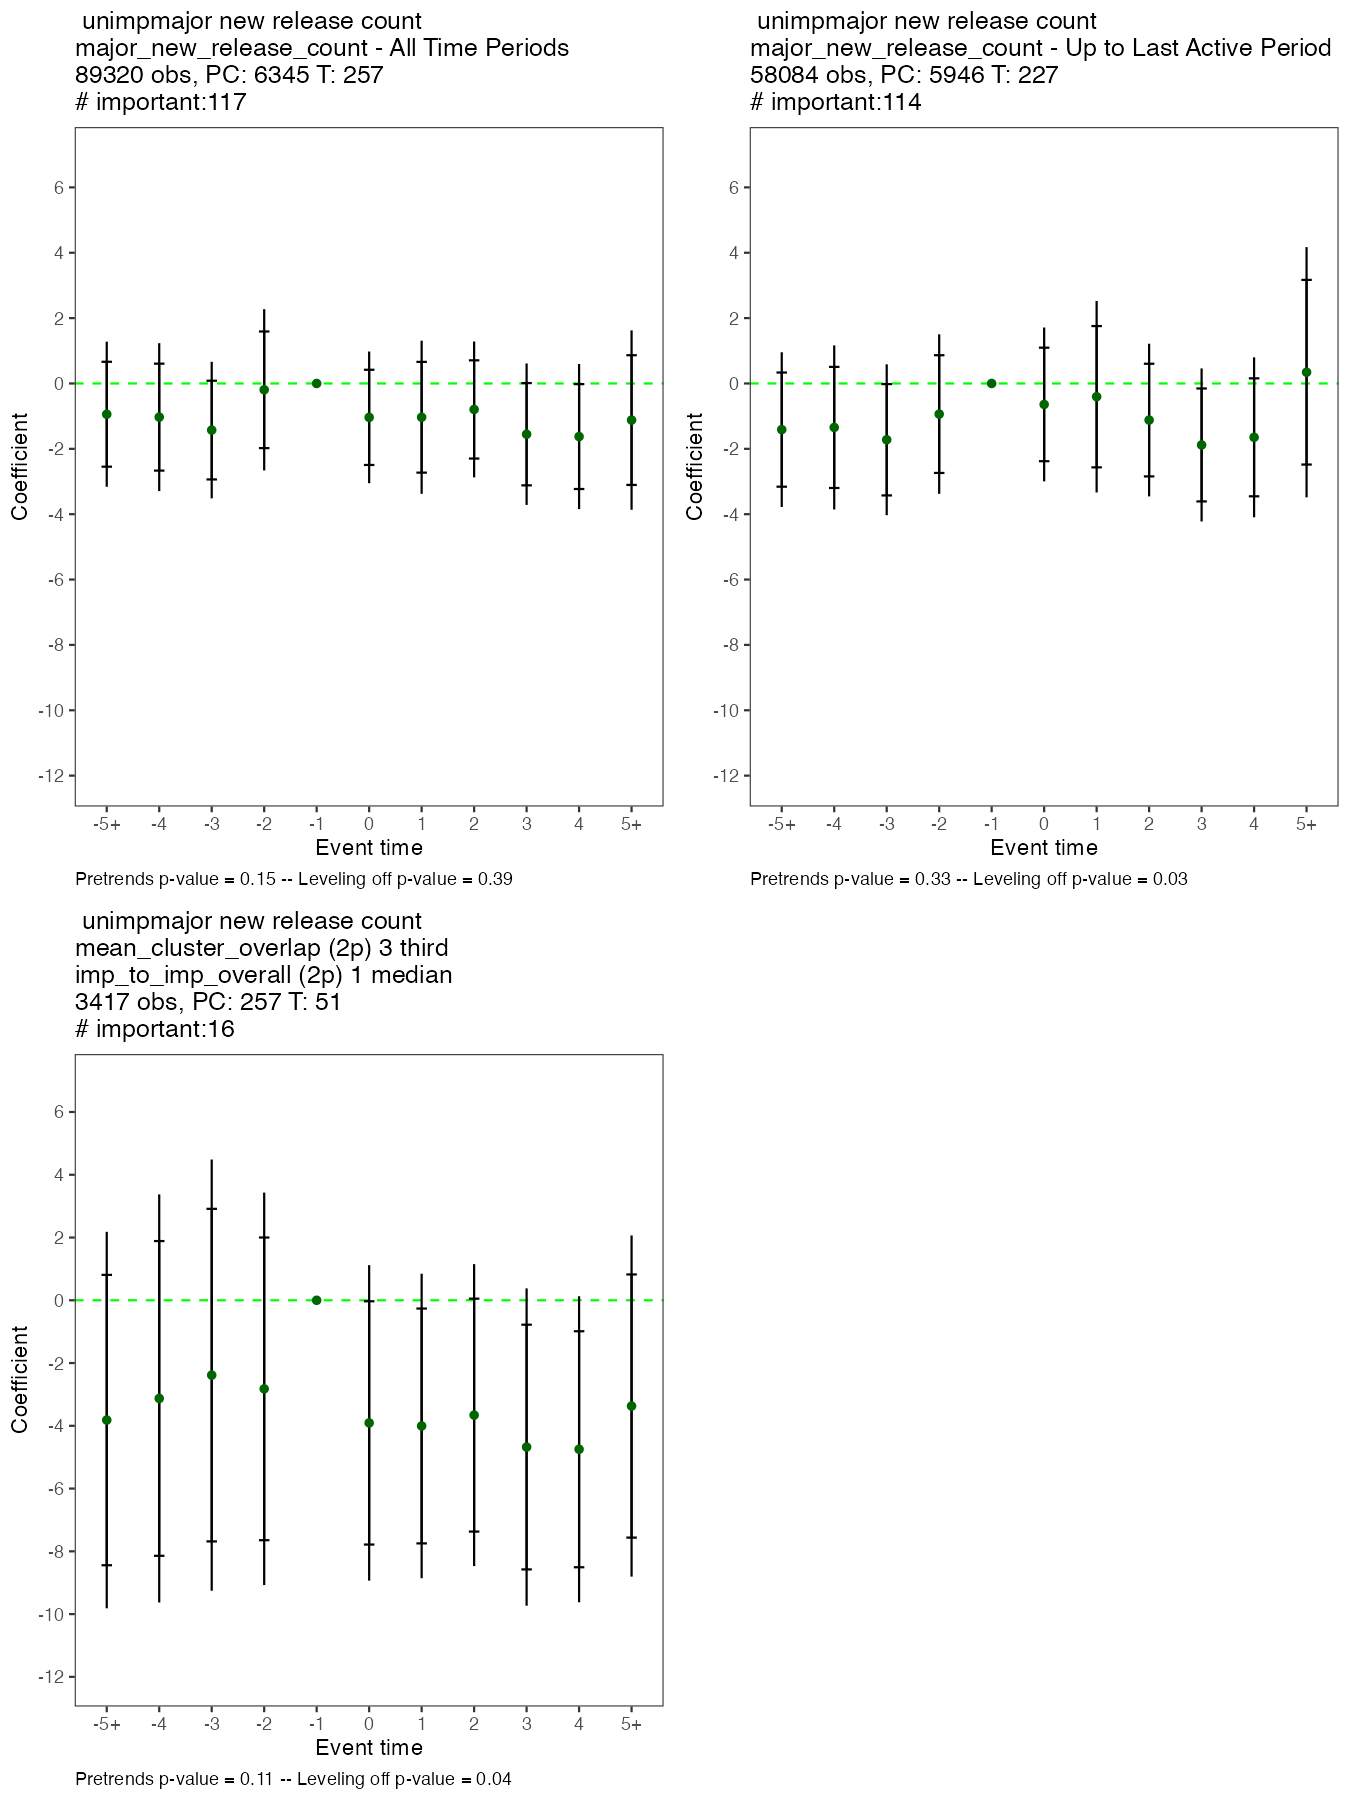 unimpmajor new release count
major_new_release_count - All Time Periods
89320 obs, PC: 6345 T: 257
# important:117
6
4
2
0
-2
-4
-6
-8
-10
-12
Coefficient
-5+ -4 -3 -2 -1 0 1 2 3 4 5+
Event time
Pretrends p-value = 0.15 -- Leveling off p-value = 0.39
unimpmajor new release count
major_new_release_count - Up to Last Active Period
58084 obs, PC: 5946 T: 227
# important:114
6
4
2
0
-2
-4
-6
-8
-10
-12
Coefficient
-5+ -4 -3 -2 -1 0 1 2 3 4 5+
Event time
Pretrends p-value = 0.33 -- Leveling off p-value = 0.03
unimpmajor new release count
mean_cluster_overlap (2p) 3 third
imp_to_imp_overall (2p) 1 median
3417 obs, PC: 257 T: 51
# important:16
6
4
2
0
-2
-4
-6
-8
-10
-12
Coefficient
-5+ -4 -3 -2 -1 0 1 2 3 4 5+
Event time
Pretrends p-value = 0.11 -- Leveling off p-value = 0.04